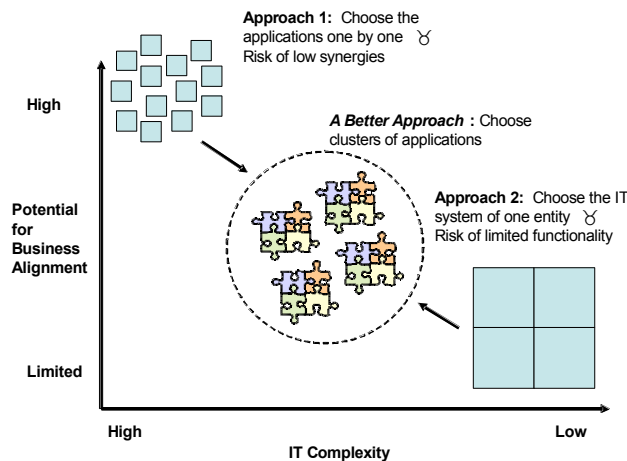 Approach 1: Choose the
applications one by one ♉
Risk of low synergies
High
A Better Approach : Choose
clusters of applications
Approach 2: Choose the IT
system of one entity ♉
Risk of limited functionality
Potential
for
Business
Alignment
Limited
High
Low
IT Complexity